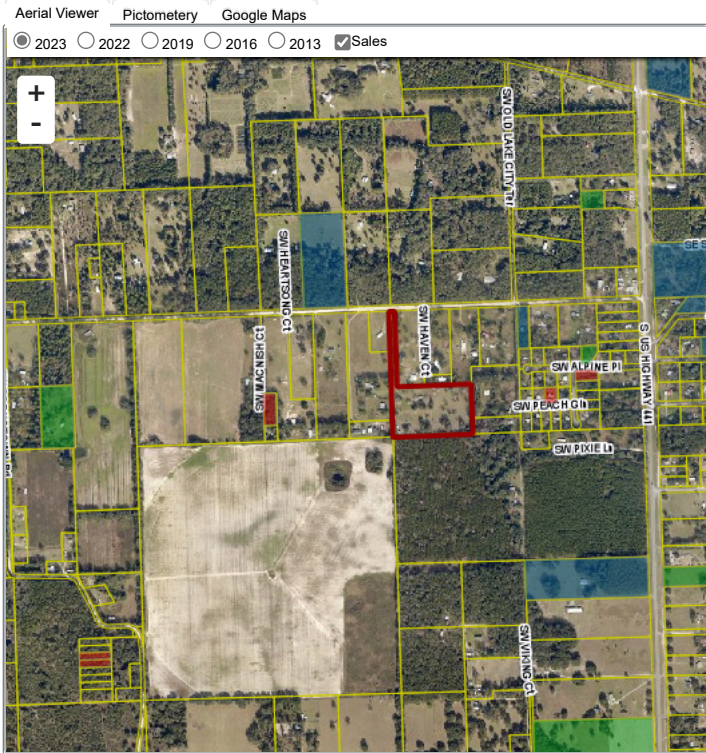 Aerial Viewer Pictometery Google Maps
2023 2022 2019 2016 2013 Sales
+
-
SW OLD LAKE CITY Ter
SE S
SW HEARTSONG Ct
SW HAVEN Ct
SW MACNISH Ct
S US HIGHWAY 441
SW ALPINE Pl
SW PEACH Gln
SW PIXIE Ln
SW VIKING Ct